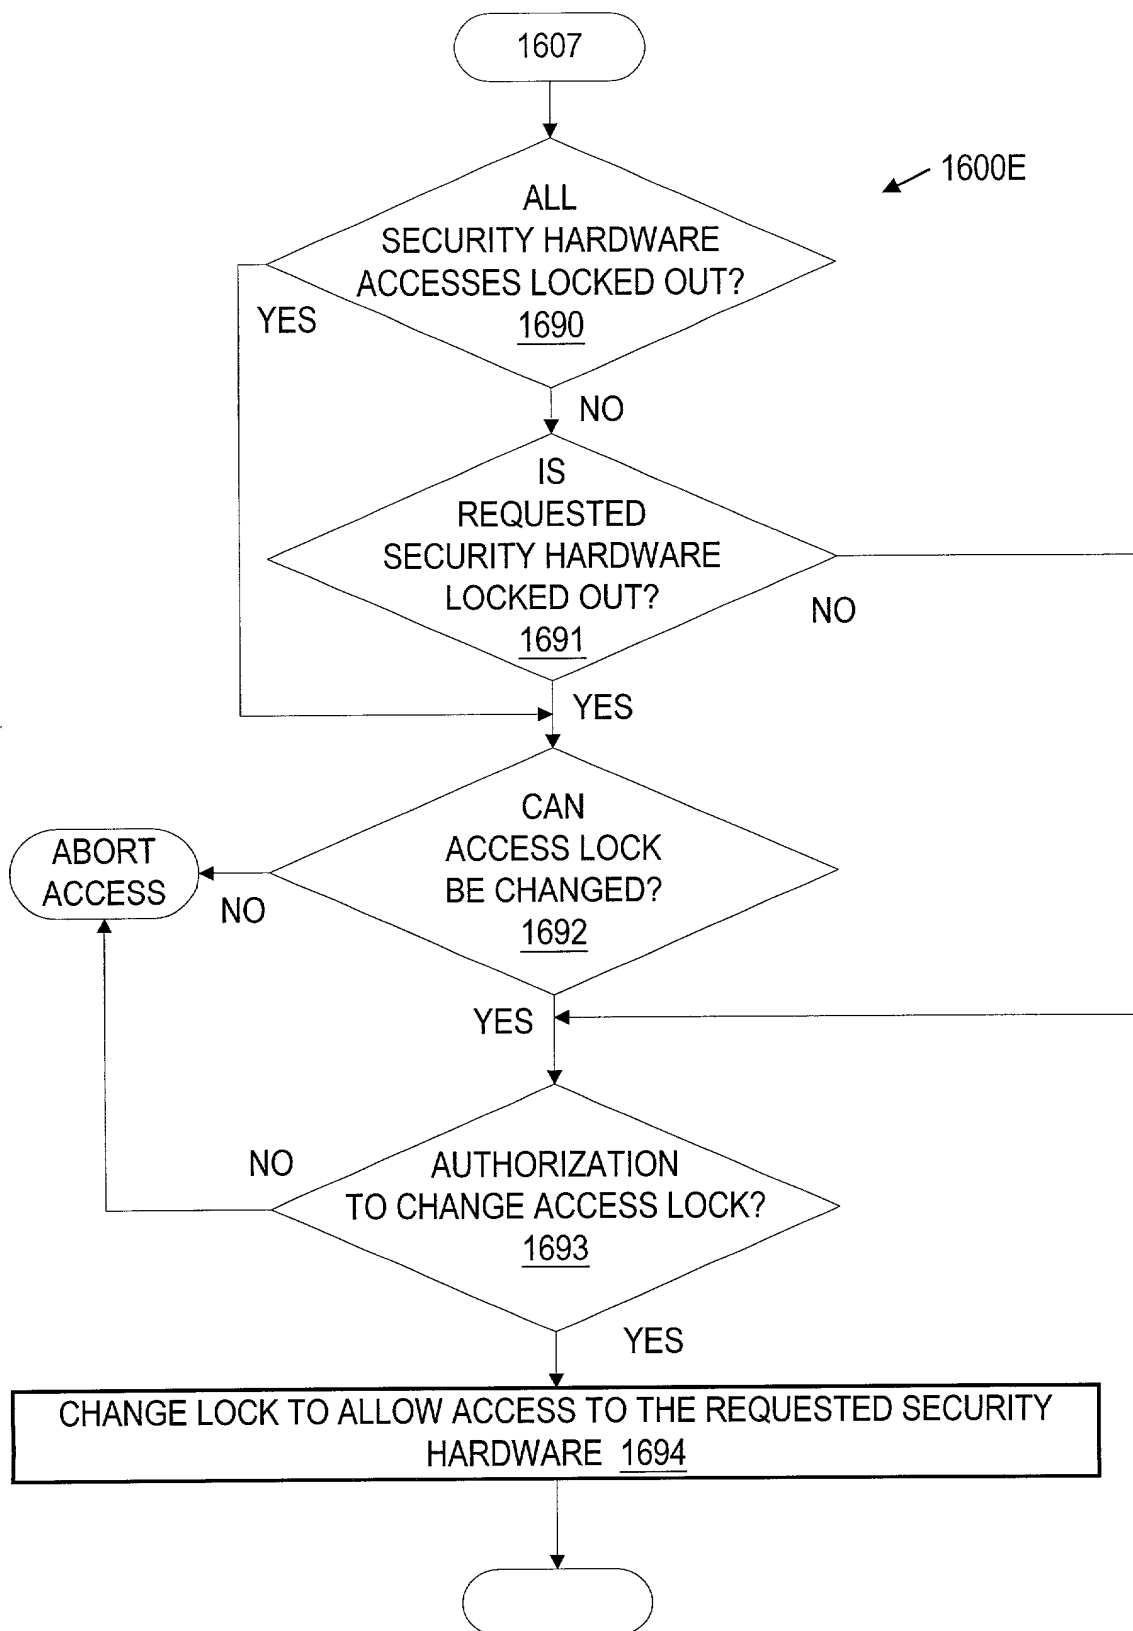 1607
1600E
ALL
SECURITY HARDWARE
ACCESSES LOCKED OUT?
1690
YES
NO
IS
REQUESTED
SECURITY HARDWARE
LOCKED OUT?
1691
NO
YES
CAN
ACCESS LOCK
BE CHANGED?
1692
ABORT
ACCESS
NO
YES
NO
AUTHORIZATION
TO CHANGE ACCESS LOCK?
1693
YES
CHANGE LOCK TO ALLOW ACCESS TO THE REQUESTED SECURITY
HARDWARE 1694